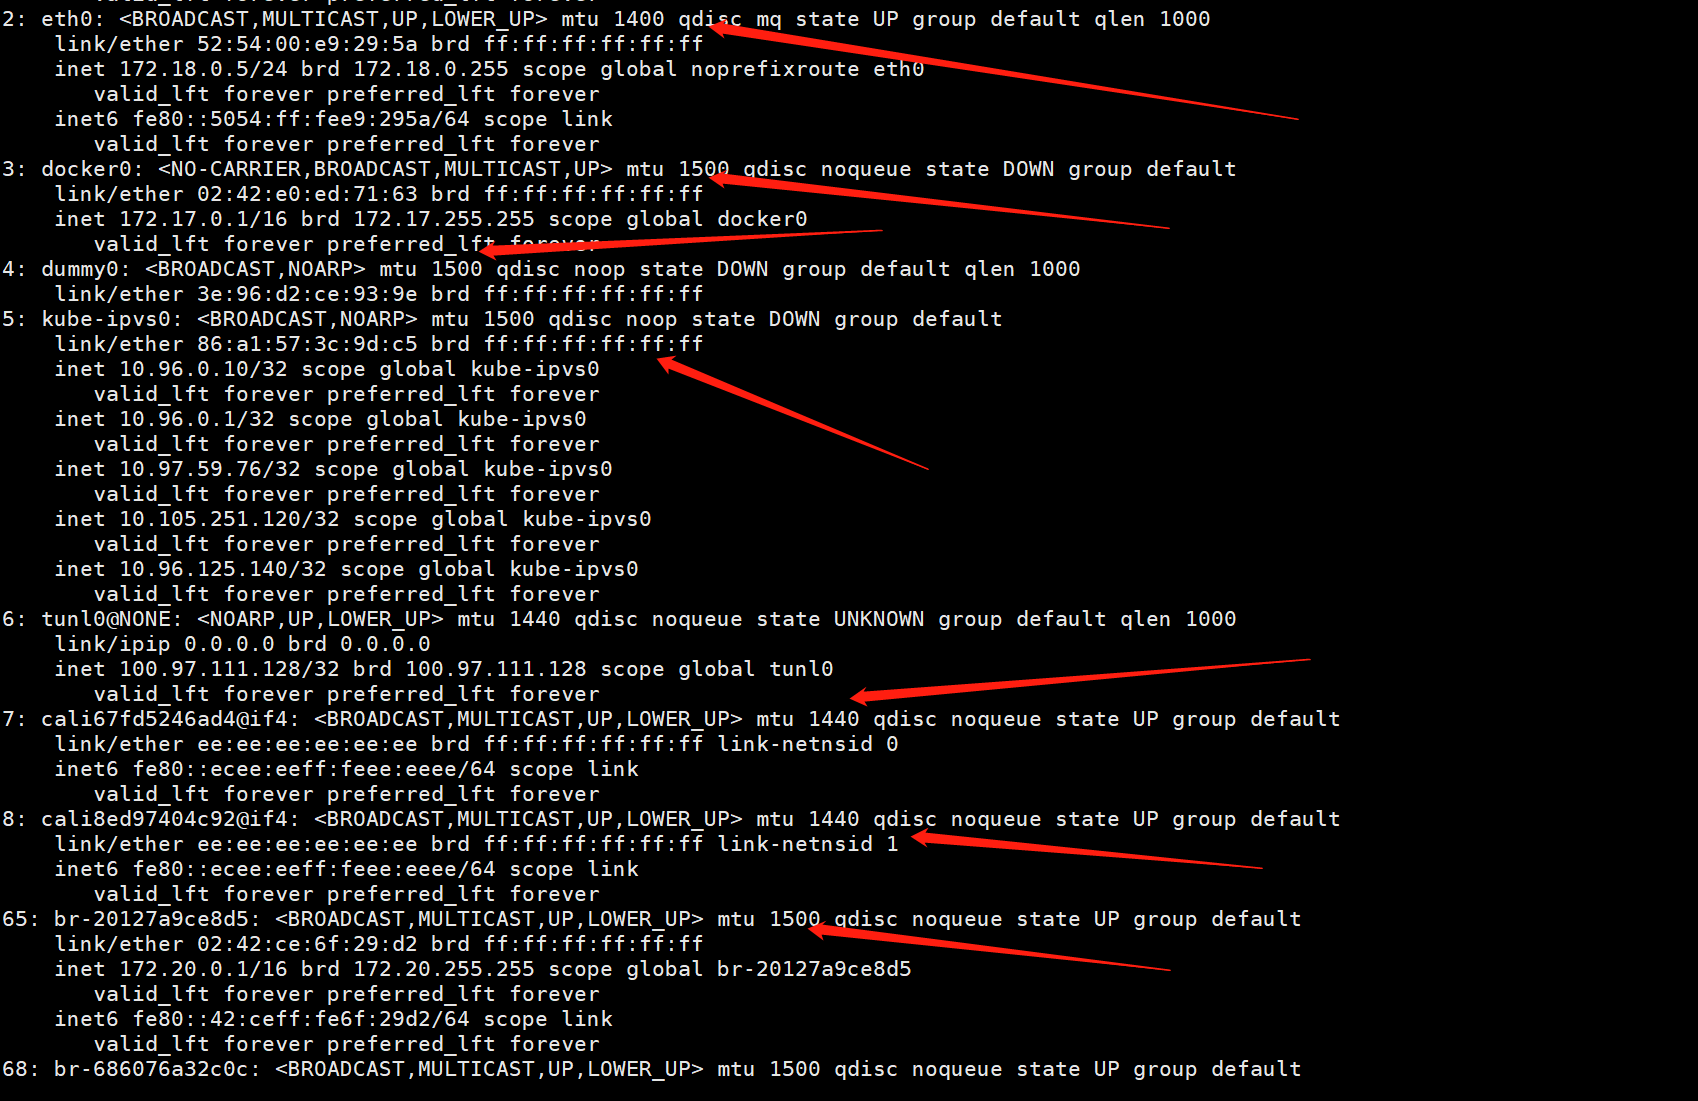 valid_lft forever preferred_lft forever
2: eth0: <BROADCAST,MULTICAST,UP,LOWER_UP> mtu 1400 qdisc mq state UP group default qlen 1000
link/ether 52:54:00:e9:29:5a brd ff:ff:ff:ff:ff:ff
inet 172.18.0.5/24 brd 172.18.0.255 scope global noprefixroute eth0
valid_lft forever preferred_lft forever
inet6 fe80::5054:ff:fee9:295a/64 scope link
valid_lft forever preferred_lft forever
3: docker0: <NO-CARRIER,BROADCAST,MULTICAST,UP> mtu 1500 qdisc noqueue state DOWN group default
link/ether 02:42:e0:ed:71:63 brd ff:ff:ff:ff:ff:ff
inet 172.17.0.1/16 brd 172.17.255.255 scope global docker0
valid_lft forever preferred_lft forever
4: dummy0: <BROADCAST,NOARP> mtu 1500 qdisc noop state DOWN group default qlen 1000
link/ether 3e:96:d2:ce:93:9e brd ff:ff:ff:ff:ff:ff
5: kube-ipvs0: <BROADCAST,NOARP> mtu 1500 qdisc noop state DOWN group default
link/ether 86:a1:57:3c:9d:c5 brd ff:ff:ff:ff:ff:ff
inet 10.96.0.10/32 scope global kube-ipvs0
valid_lft forever preferred_lft forever
inet 10.96.0.1/32 scope global kube-ipvs0
valid_lft forever preferred_lft forever
inet 10.97.59.76/32 scope global kube-ipvs0
valid_lft forever preferred_lft forever
inet 10.105.251.120/32 scope global kube-ipvs0
valid_lft forever preferred_lft forever
inet 10.96.125.140/32 scope global kube-ipvs0
valid_lft forever preferred_lft forever
6: tunl0@NONE: <NOARP,UP,LOWER_UP> mtu 1440 qdisc noqueue state UNKNOWN group default qlen 1000
link/ipip 0.0.0.0 brd 0.0.0.0
inet 100.97.111.128/32 brd 100.97.111.128 scope global tunl0
valid_lft forever preferred_lft forever
7: cali67fd5246ad4@if4: <BROADCAST,MULTICAST,UP,LOWER_UP> mtu 1440 qdisc noqueue state UP group default
link/ether ee:ee:ee:ee:ee:ee brd ff:ff:ff:ff:ff:ff link-netnsid 0
inet6 fe80::ecee:eeff:feee:eeee/64 scope link
valid_lft forever preferred_lft forever
8: cali8ed97404c92@if4: <BROADCAST,MULTICAST,UP,LOWER_UP> mtu 1440 qdisc noqueue state UP group default
link/ether ee:ee:ee:ee:ee:ee brd ff:ff:ff:ff:ff:ff link-netnsid 1
inet6 fe80::ecee:eeff:feee:eeee/64 scope link
valid_lft forever preferred_lft forever
65: br-20127a9ce8d5: <BROADCAST,MULTICAST,UP,LOWER_UP> mtu 1500 qdisc noqueue state UP group default
link/ether 02:42:ce:6f:29:d2 brd ff:ff:ff:ff:ff:ff
inet 172.20.0.1/16 brd 172.20.255.255 scope global br-20127a9ce8d5
valid_lft forever preferred_lft forever
inet6 fe80::42:ceff:fe6f:29d2/64 scope link
valid_lft forever preferred_lft forever
68: br-686076a32c0c: <BROADCAST,MULTICAST,UP,LOWER_UP> mtu 1500 qdisc noqueue state UP group default